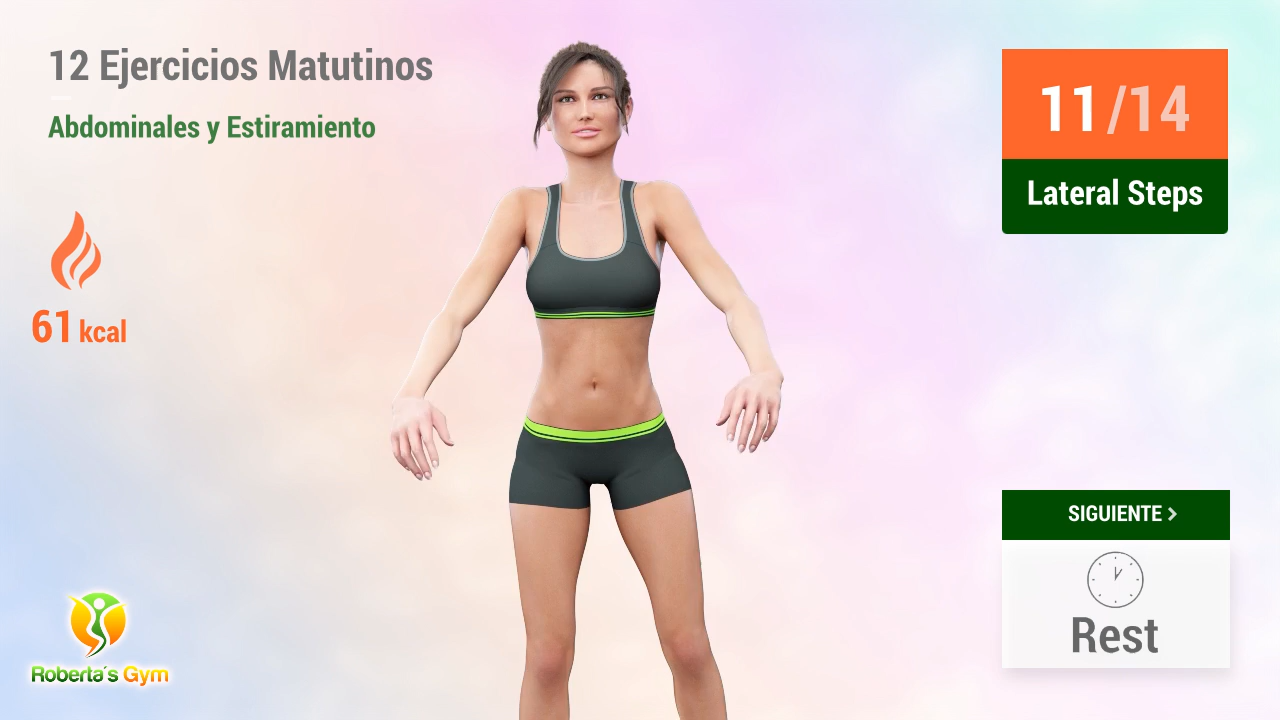 12 Ejercicios Matutinos
Abdominales y Estiramiento
61 kcal
Roberta´s Gym
11/14
Lateral Steps
SIGUIENTE >
Rest